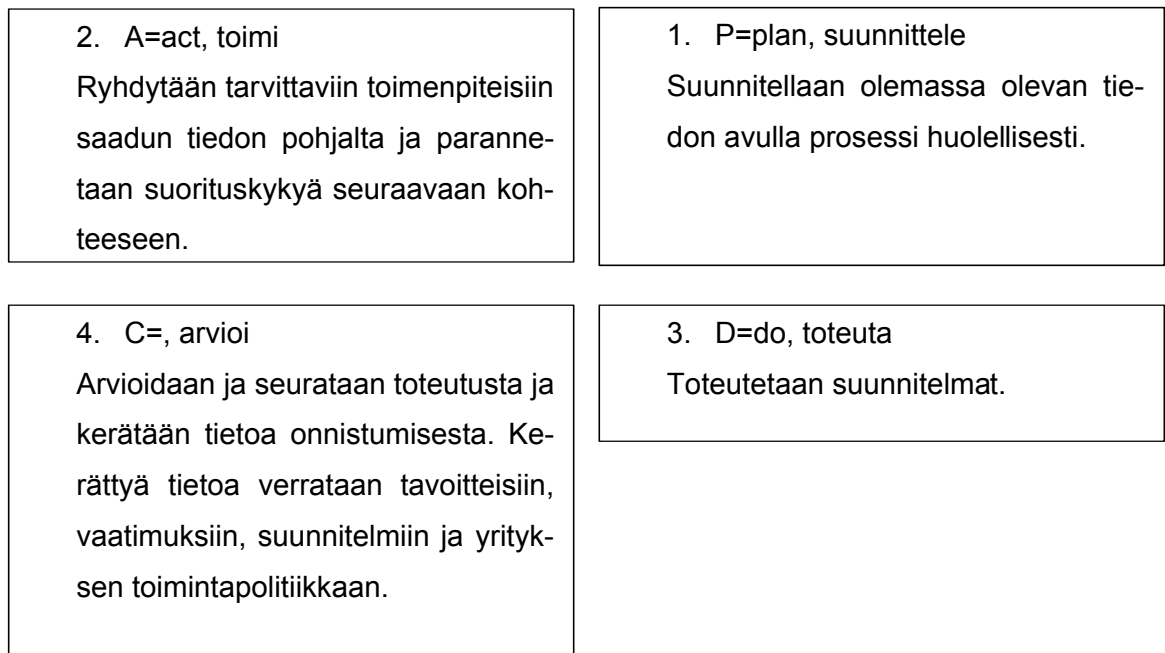 2. A=act, toimi
Ryhdytään tarvittaviin toimenpiteisiin
saadun tiedon pohjalta ja paranne-
taan suorituskykyä seuraavaan koh-
teeseen.
1. P=plan, suunnittele
Suunnitellaan olemassa olevan tie-
don avulla prosessi huolellisesti.
4. C=, arvioi
Arvioidaan ja seurataan toteutusta ja
kerätään tietoa onnistumisesta. Ke-
rättyä tietoa verrataan tavoitteisiin,
vaatimuksiin, suunnitelmiin ja yrityk-
sen toimintapolitiikkaan.
3. D=do, toteuta
Toteutetaan suunnitelmat.